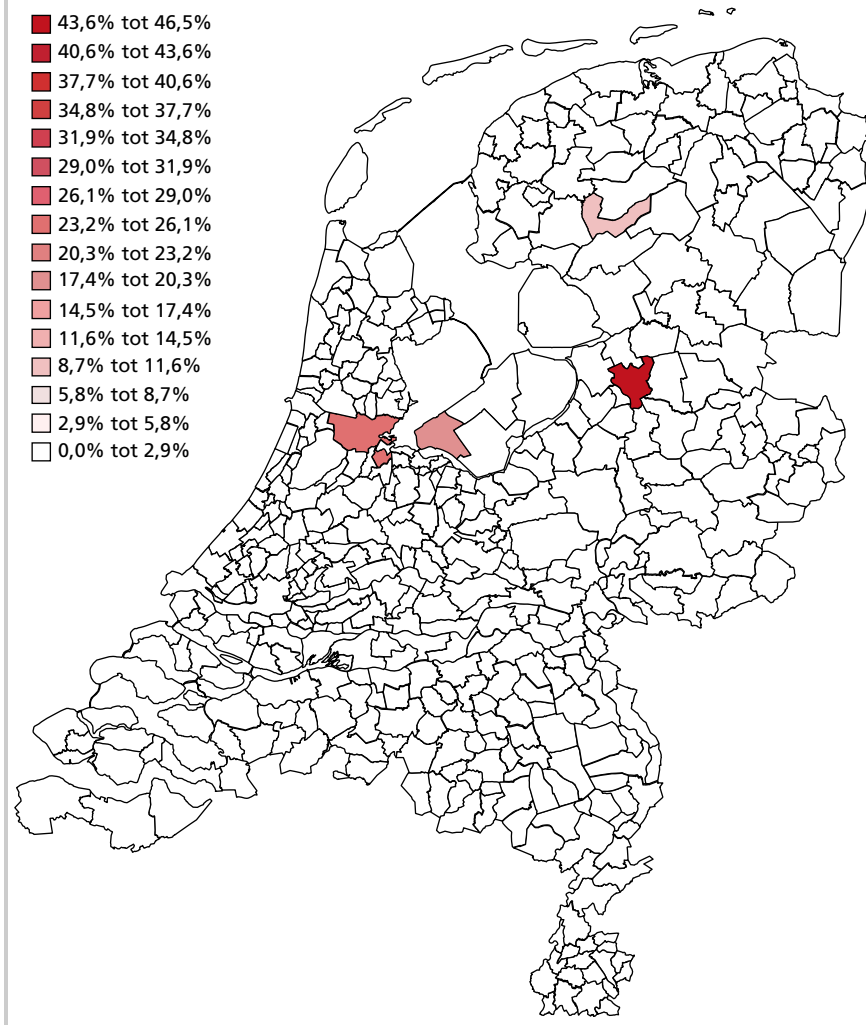 43,6% tot 46,5%
40,6% tot 43,6%
37,7% tot 40,6%
34,8% tot 37,7%
31,9% tot 34,8%
29,0% tot 31,9%
26,1% tot 29,0%
23,2% tot 26,1%
20,3% tot 23,2%
17,4% tot 20,3%
14,5% tot 17,4%
11,6% tot 14,5%
8,7% tot 11,6%
5,8% tot 8,7%
2,9% tot 5,8%
0,0% tot 2,9%